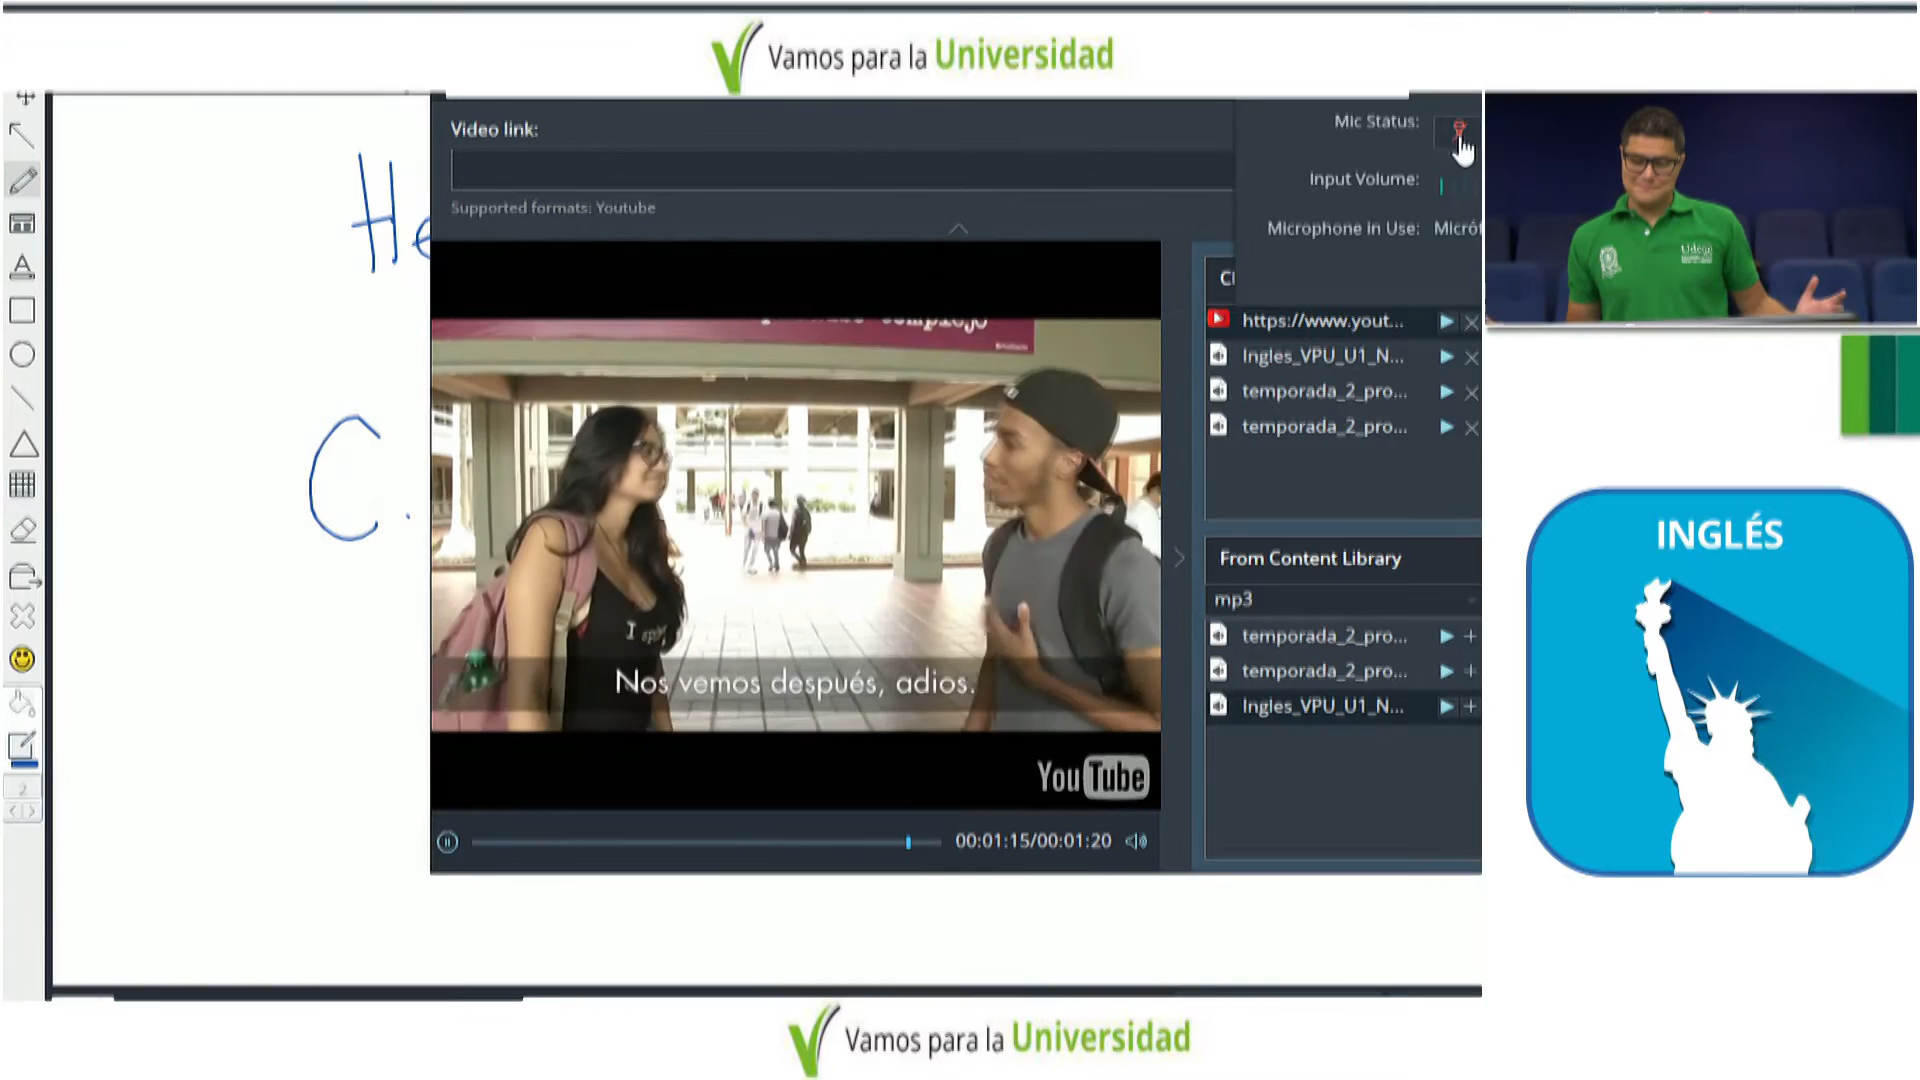 Vamos para la Universidad
Video link:
Supported formats: Youtube
Mic Status:
Input Volume:
Microphone in Use:
He
C.
https://www.yout...
Ingles_VPU_U1_N...
temporada_2_pro...
temporada_2_pro...
Nos vemos después, adios.
YouTube
00:01:15/00:01:20
From Content Library
mp3
temporada_2_pro...
temporada_2_pro...
Ingles_VPU_U1_N...
2
INGLÉS
Vamos para la Universidad